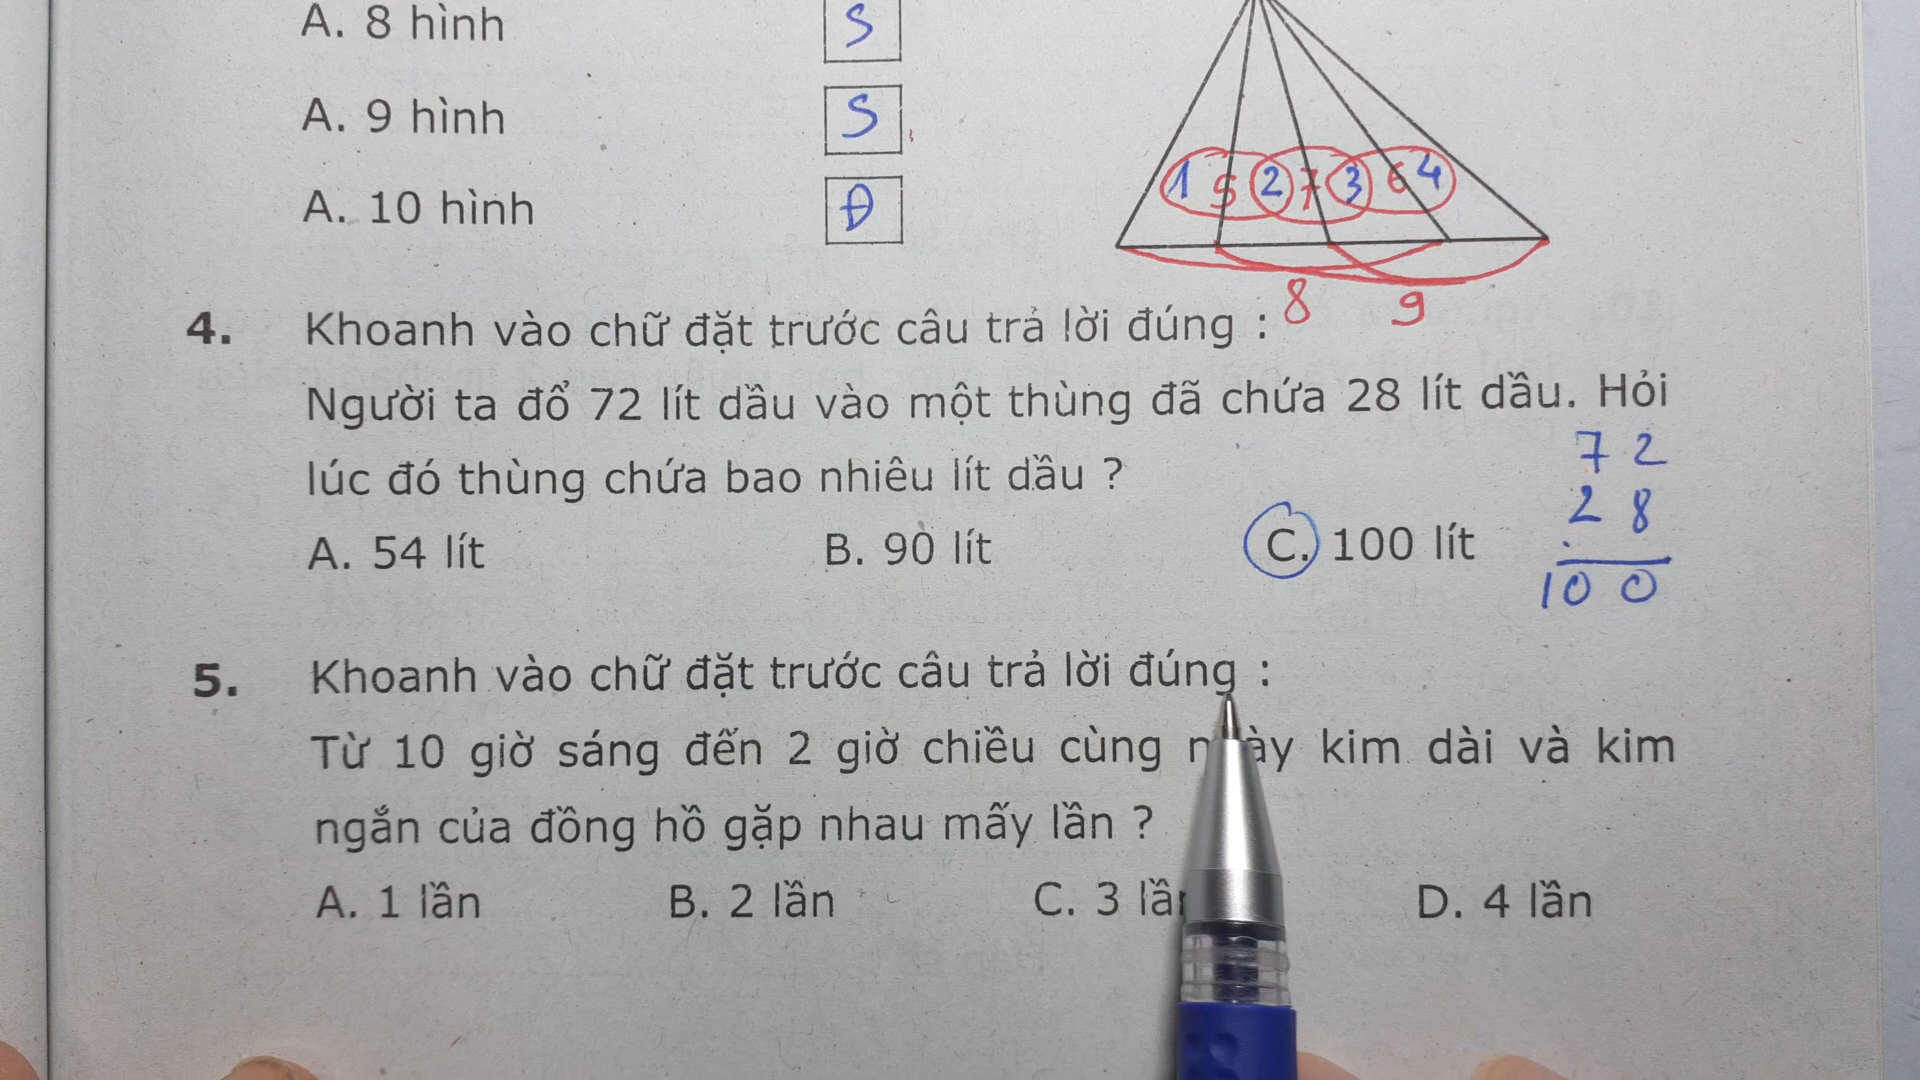 A. 8 hình S
A. 9 hình S
A. 10 hình Đ
1 5 2 7 3 6 4
8 9
4. Khoanh vào chữ đặt trước câu trả lời đúng :
Người ta đổ 72 lít dầu vào một thùng đã chứa 28 lít dầu. Hỏi
lúc đó thùng chứa bao nhiêu lít dầu ?
A. 54 lít B. 90 lít C. 100 lít
72
28
100
5. Khoanh vào chữ đặt trước câu trả lời đúng :
Từ 10 giờ sáng đến 2 giờ chiều cùng kim dài và kim
ngắn của đồng hồ gặp nhau mấy lần ?
A. 1 lần B. 2 lần C. 3 D. 4 lần